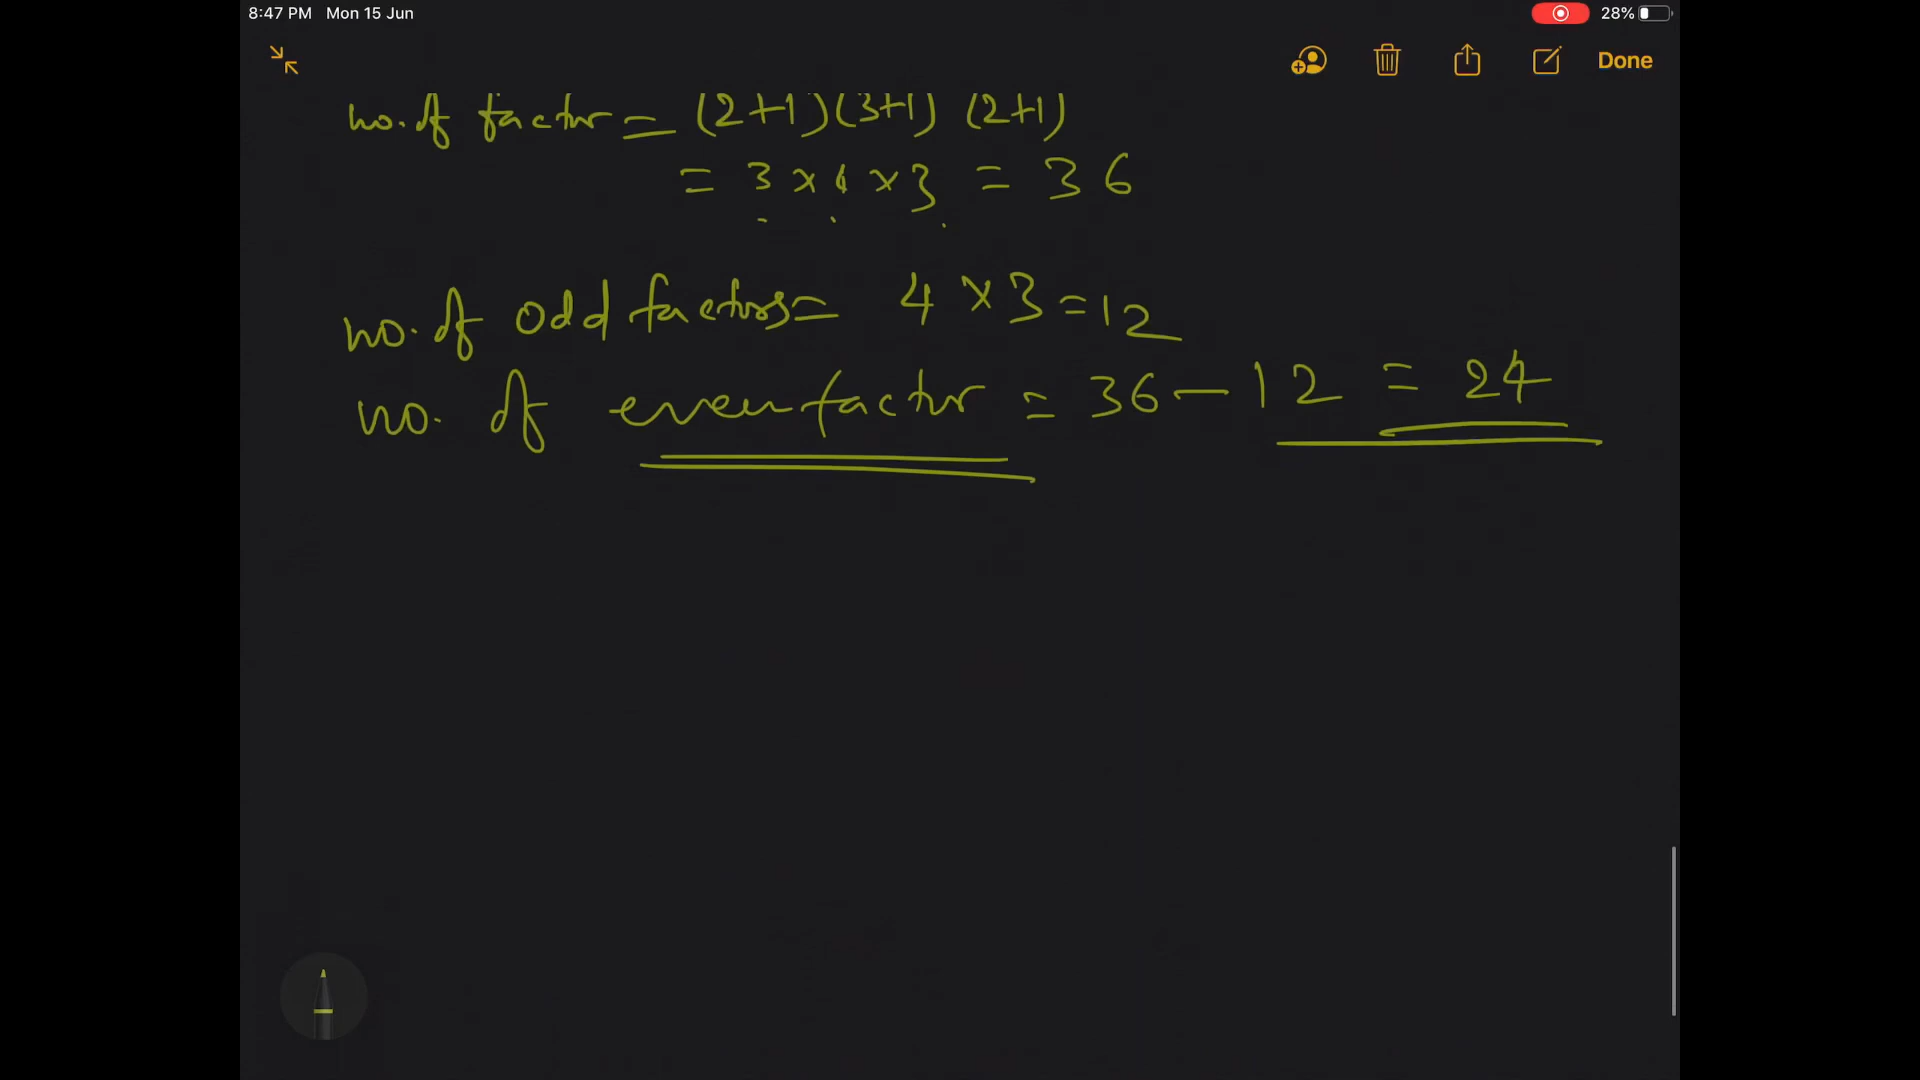 8:47 PM Mon 15 Jun
28%
Done
no. of factor = (2+1)(3+1) (2+1)
= 3 x 4 x 3 = 36
no. of odd factors = 4 x 3 = 12
no. of even factor = 36 - 12 = 24